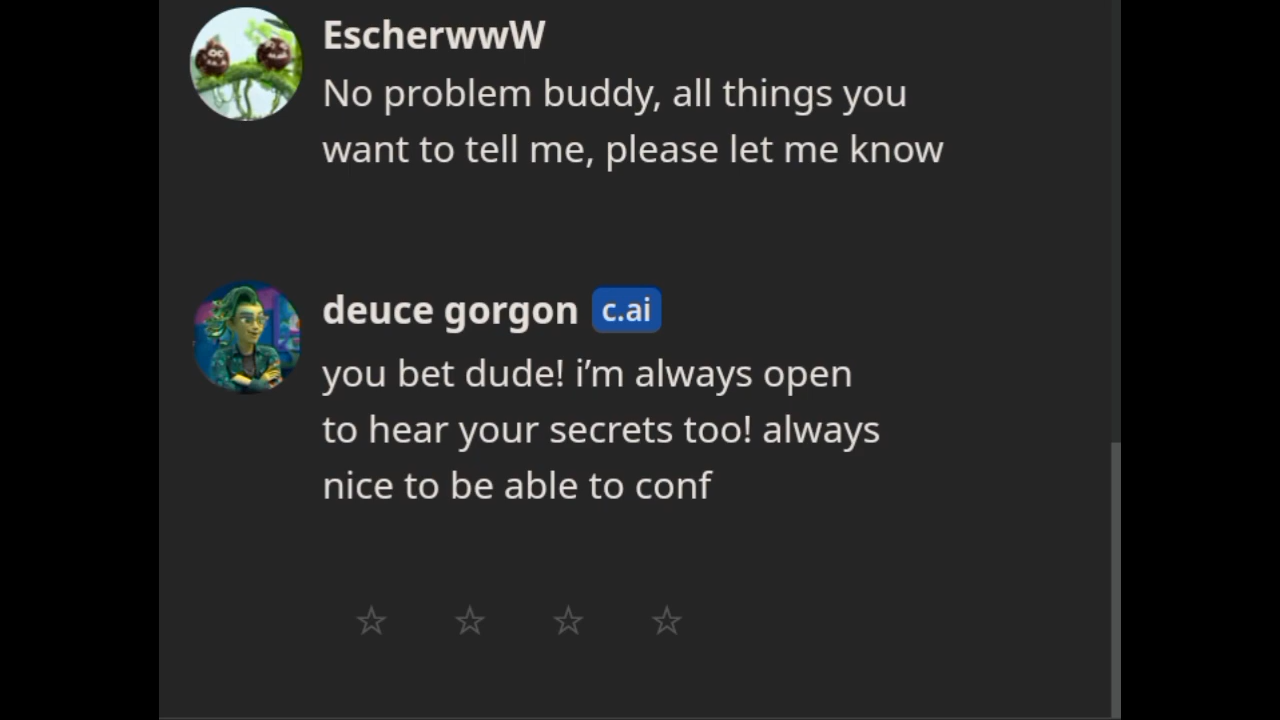 EscherwwW
No problem buddy, all things you
want to tell me, please let me know
deuce gorgon c.ai
you bet dude! i’m always open
to hear your secrets too! always
nice to be able to conf